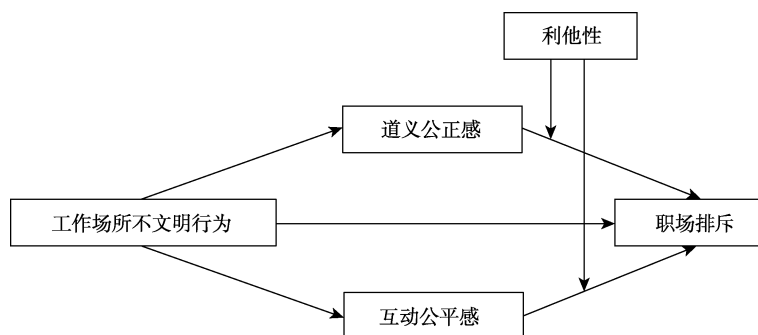 利他性
道义公正感
工作场所不文明行为
职场排斥
互动公平感